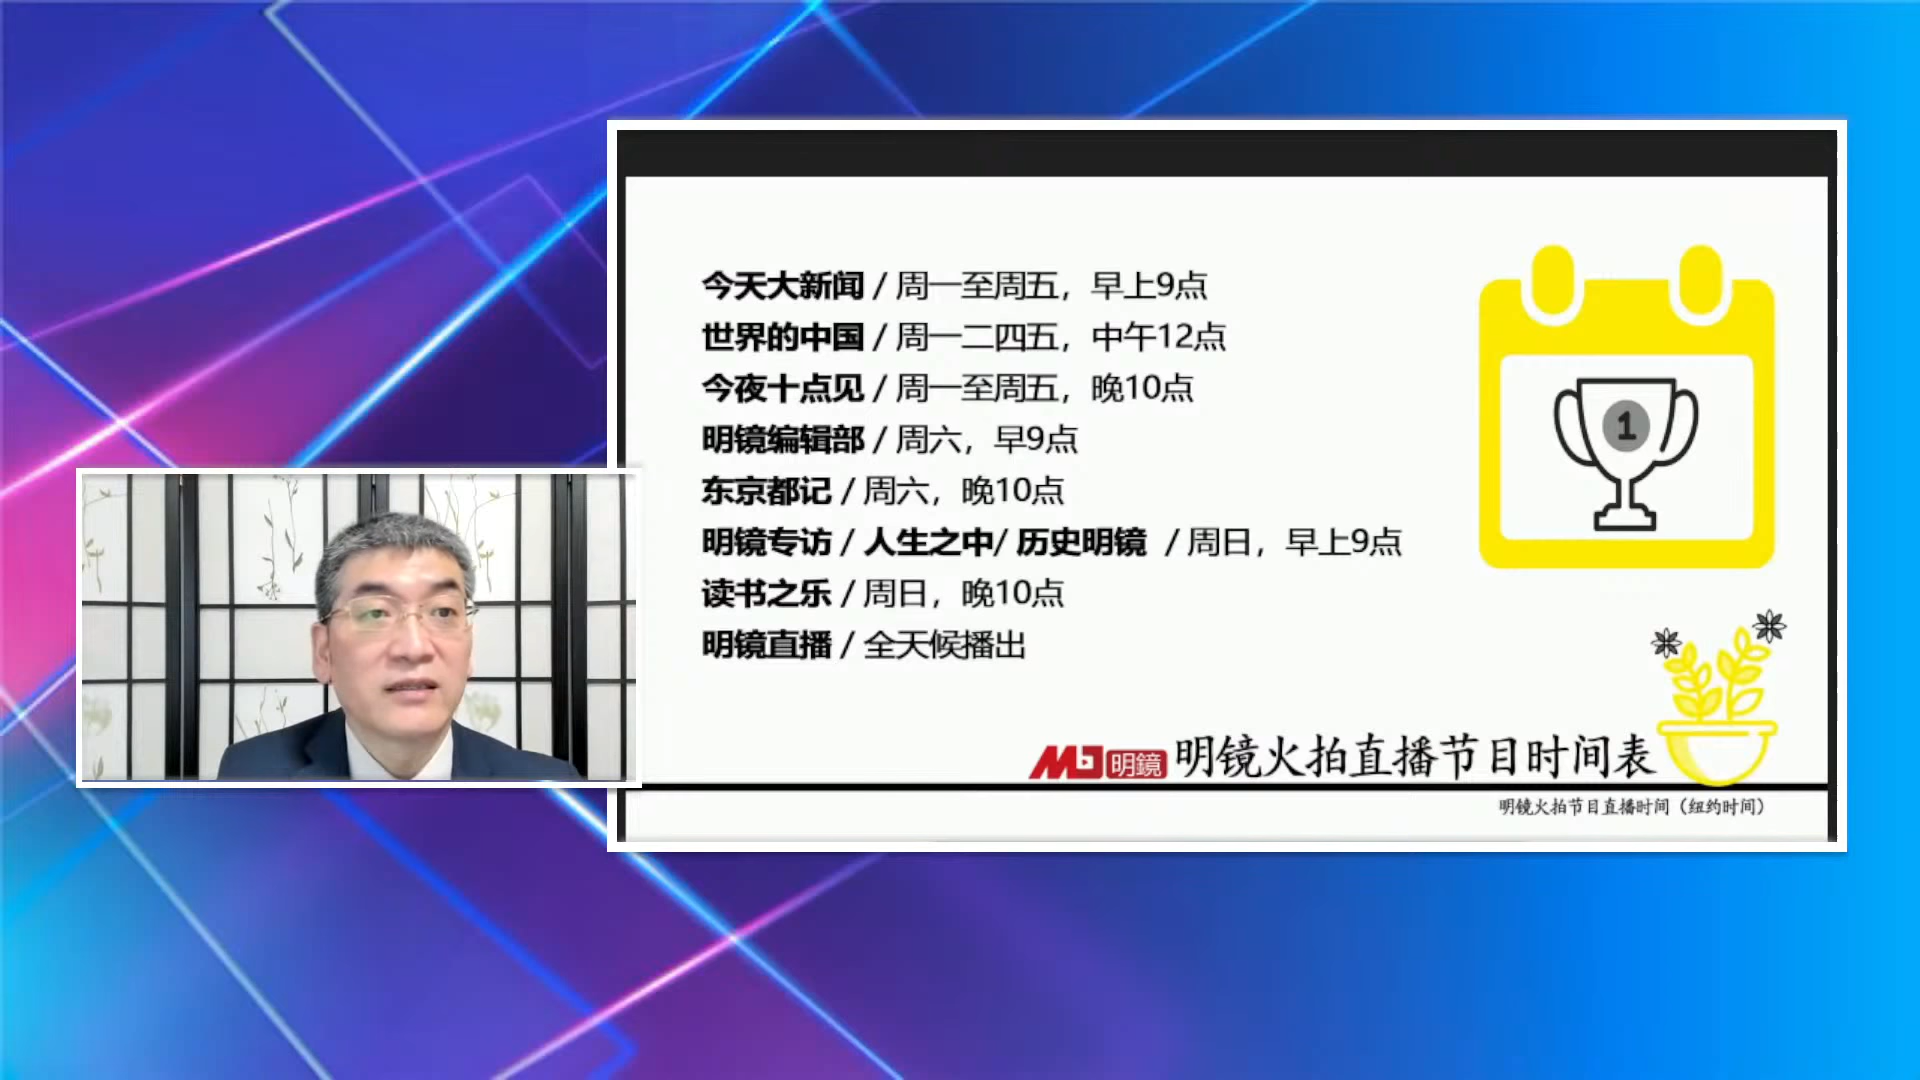 今天大新闻 / 周一至周五，早上9点
世界的中国 / 周一二四五，中午12点
今夜十点见 / 周一至周五，晚10点
明镜编辑部 / 周六，早9点
东京都记 / 周六，晚10点
明镜专访 / 人生之中/ 历史明镜 / 周日，早上9点
读书之乐 / 周日，晚10点
明镜直播 / 全天候播出
1
明鏡 明镜火拍直播节目时间表
明镜火拍节目直播时间（纽约时间）